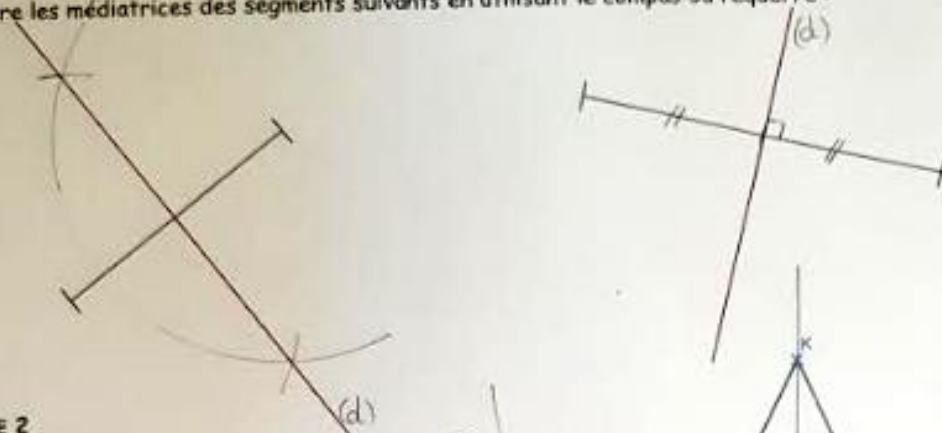 re les médiatrices des segments suivants en utilisant le compas ou l'équerre
(d)
K
(d)
2